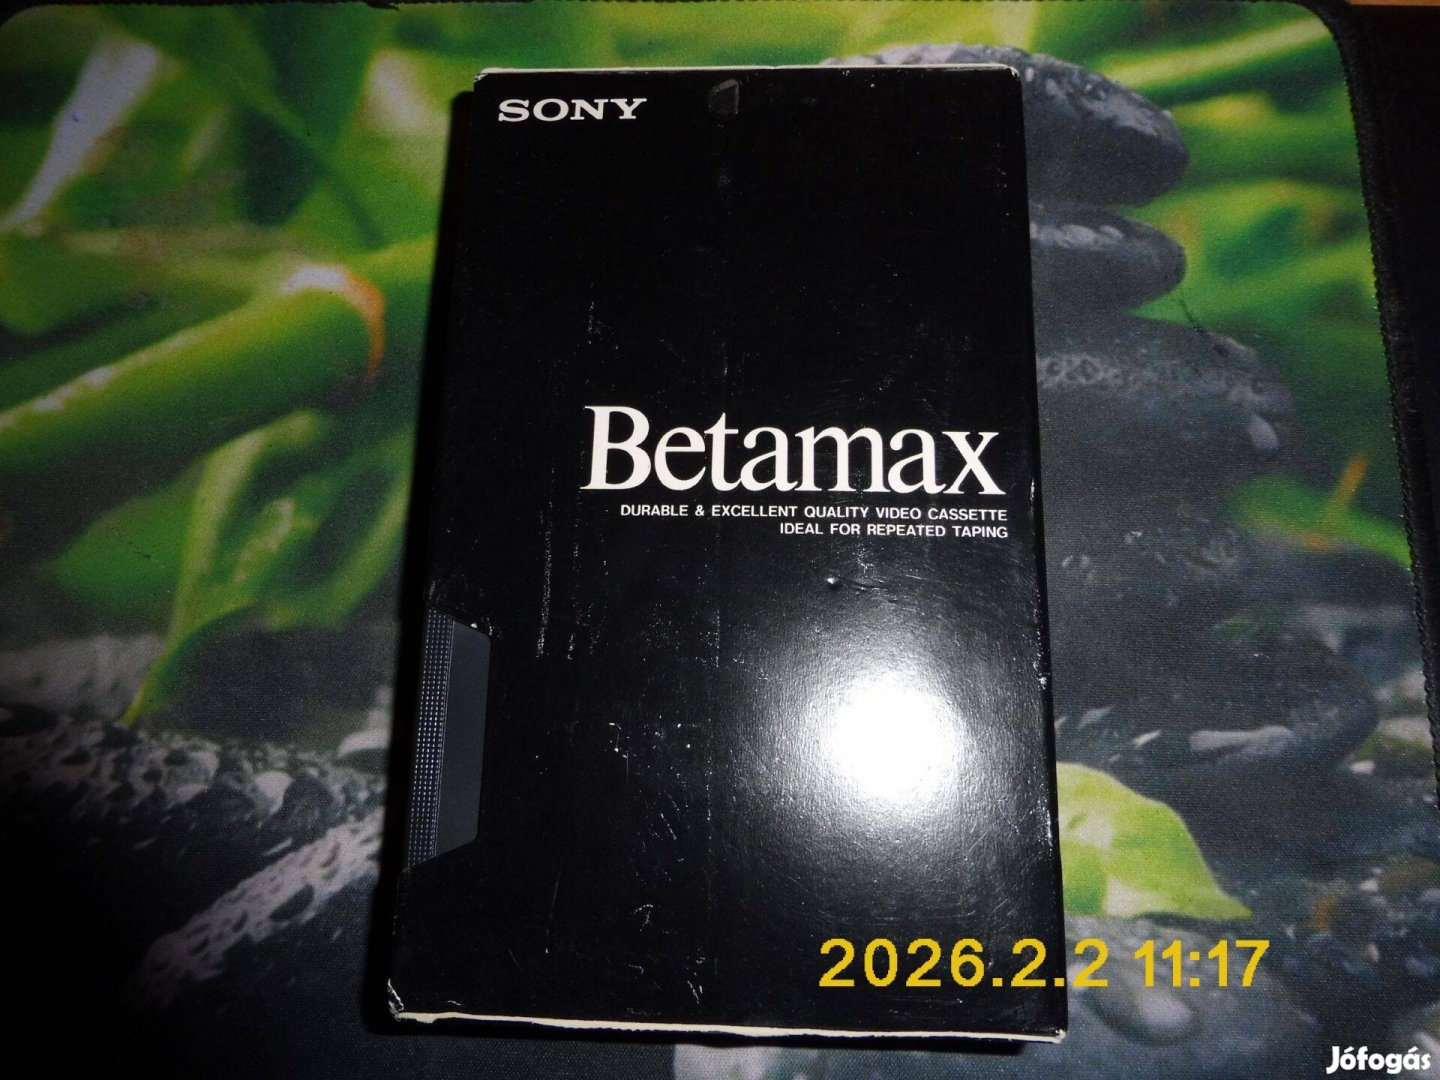 SONY
Betamax
DURABLE & EXCELLENT QUALITY VIDEO CASSETTE
IDEAL FOR REPEATED TAPING
2026.2.2 11:17
Jófogás